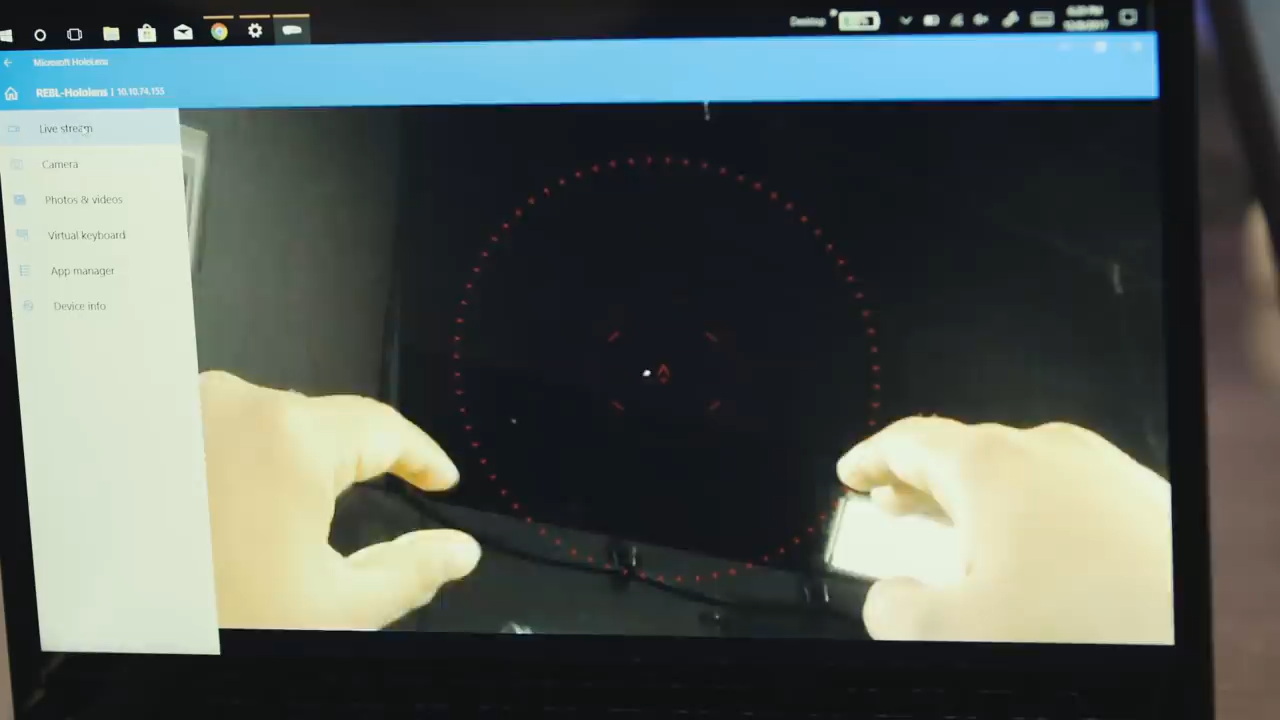 Desktop
Microsoft HoloLens
REBL-Hololens | 10.10.74.155
Live stream
Camera
Photos & videos
Virtual keyboard
App manager
Device info